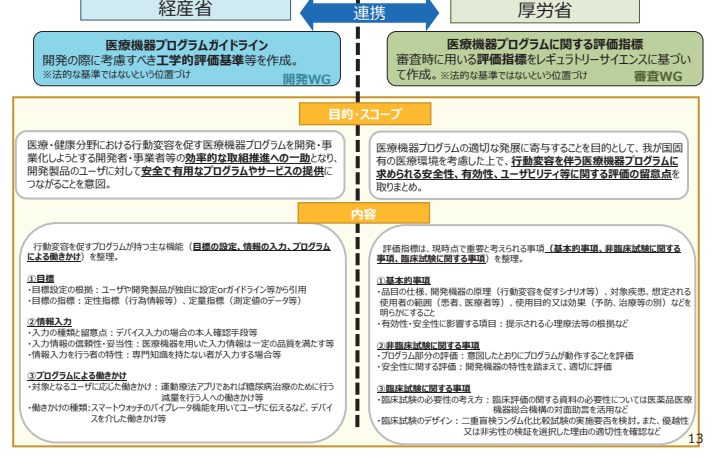 経産省
連携
厚労省
医療機器プログラムガイドライン
開発の際に考慮すべき工学的評価基準等を作成。
※法的な基準ではないという位置づけ
開発WG
医療機器プログラムに関する評価指標
審査時に用いる評価指標をレギュラトリーサイエンスに基づい
て作成。※法的な基準ではないという位置づけ
審査WG
目的・スコープ
医療・健康分野における行動変容を促す医療機器プログラムを開発・事
業化しようとする開発者・事業者等の効率的な取組推進への一助となり、
開発製品のユーザに対して安全で有用なプログラムやサービスの提供に
つながることを意図。
医療機器プログラムの適切な発展に寄与することを目的として、我が国固
有の医療環境を考慮した上で、行動変容を伴う医療機器プログラムに
求められる安全性、有効性、ユーザビリティ等に関する評価の留意点を
取りまとめ。
内容
行動変容を促すプログラムが持つ主な機能（目標の設定、情報の入力、プログラム
による働きかけ）を整理。
①目標
・目標設定の根拠：ユーザや開発製品が独自に設定orガイドライン等から引用
・目標の指標：定性指標（行為情報等）、定量指標（測定値のデータ等）
②情報入力
・入力の種類と留意点：デバイス入力の場合の本人確認手段等
・入力情報の信頼性・妥当性：医療機器を用いた入力情報は一定の品質を満たす等
・情報入力を行う者の特性：専門知識を持たない者が入力する場合等
③プログラムによる働きかけ
・対象となるユーザに応じた働きかけ：運動療法アプリであれば糖尿病治療のために行う
減量を行う人への働きかけ等
・働きかけの種類：スマートウォッチのバイブレータ機能を用いてユーザに伝えるなど、デバイ
スを介した働きかけ等
評価指標は、現時点で重要と考えられる事項（基本的事項、非臨床試験に関する
事項、臨床試験に関する事項）を整理。
①基本的事項
・品目の仕様、開発機器の原理（行動変容を促すシナリオ等）、対象疾患、想定される
使用者の範囲（患者、医療者等）、使用目的又は効果（予防、治療等の別）などを
明らかにすること
・有効性・安全性に影響する項目：提示される心理療法等の根拠など
②非臨床試験に関する事項
・プログラム部分の評価：意図したとおりにプログラムが動作することを評価
・安全性に関する評価：開発機器の特性を踏まえて、適切に評価
③臨床試験に関する事項
・臨床試験の必要性の考え方：臨床評価に関する資料の必要性については医薬品医療
機器総合機構の対面助言を活用など
・臨床試験のデザイン：二重盲検ランダム化比較試験の実施要否を検討。また、優越性
又は非劣性の検証を選択した理由の適切性を確認など
13